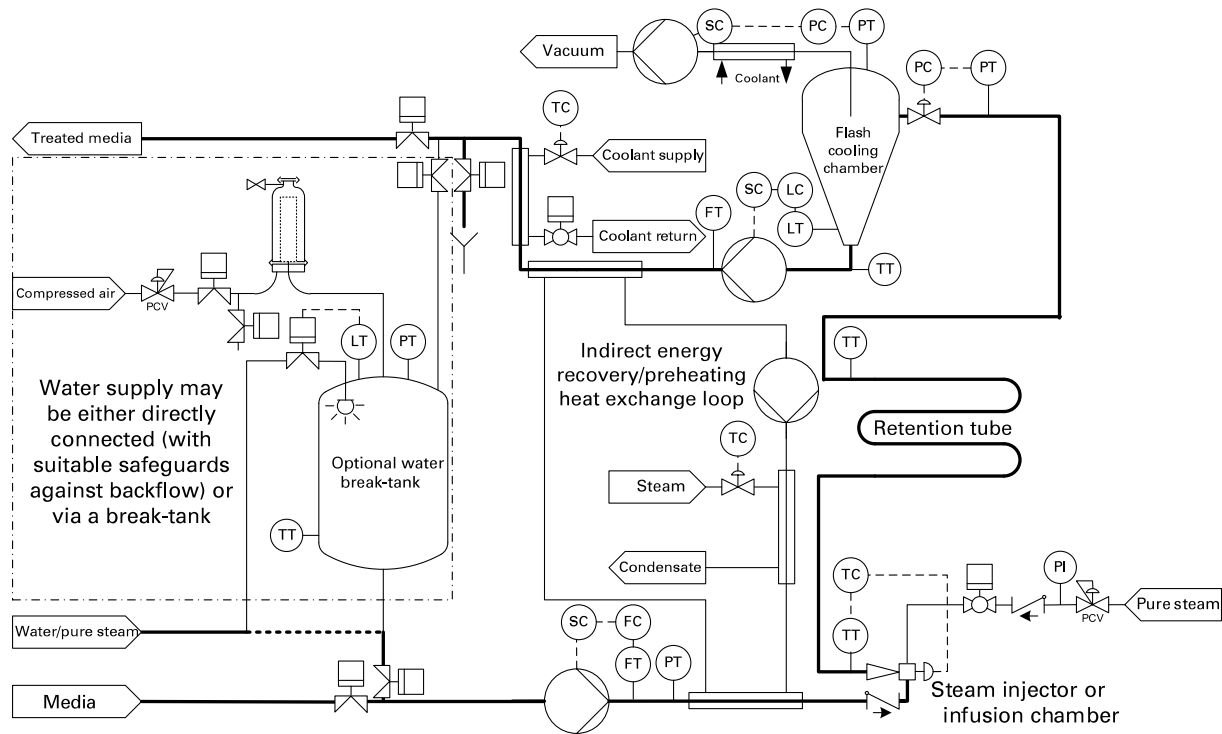 SC
PC
PT
Vacuum
Coolant
PC
PT
TC
Treated media
Flash
cooling
chamber
Coolant supply
SC
LC
FT
LT
Coolant return
TT
Compressed air
PCV
LT
PT
Indirect energy
recovery/preheating
heat exchange loop
TT
Water supply may
be either directly
connected (with
suitable safeguards
against backflow) or
via a break-tank
Retention tube
TC
Optional water
break-tank
Steam
TT
Condensate
TC
PI
Pure steam
PCV
Water/pure steam
SC
FC
FT
PT
TT
Media
Steam injector or
infusion chamber